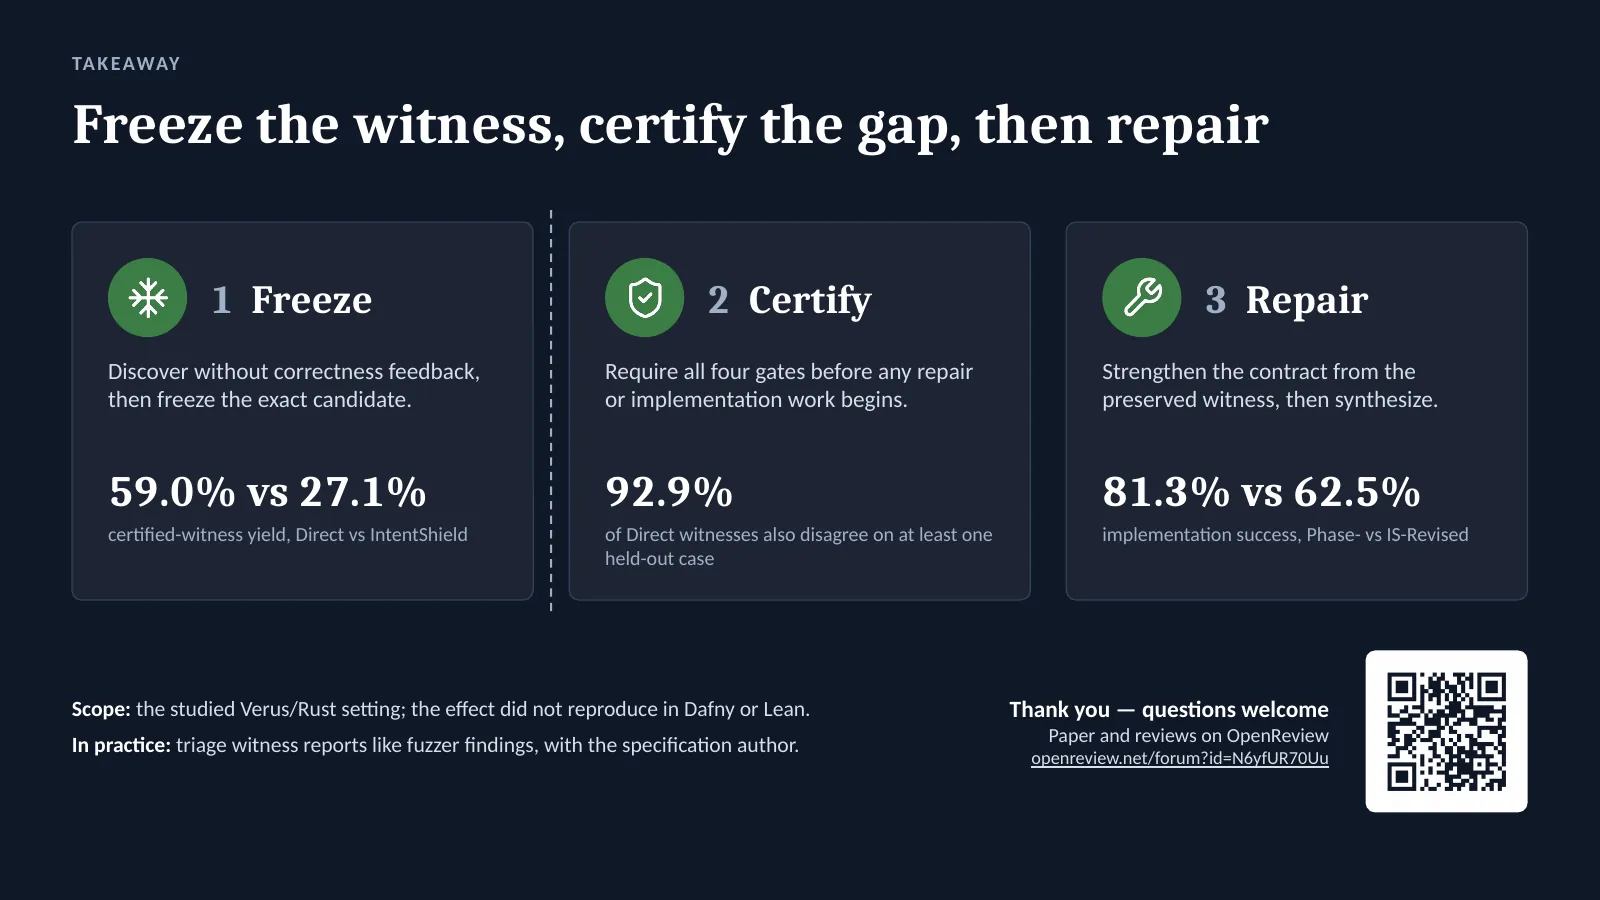 TAKEAWAY
Freeze the witness, certify the gap, then repair
1 Freeze
Discover without correctness feedback,
then freeze the exact candidate.
59.0% vs 27.1%
certified-witness yield, Direct vs IntentShield
2 Certify
Require all four gates before any repair
or implementation work begins.
92.9%
of Direct witnesses also disagree on at least one
held-out case
3 Repair
Strengthen the contract from the
preserved witness, then synthesize.
81.3% vs 62.5%
implementation success, Phase- vs IS-Revised
Scope: the studied Verus/Rust setting; the effect did not reproduce in Dafny or Lean.
In practice: triage witness reports like fuzzer findings, with the specification author.
Thank you — questions welcome
Paper and reviews on OpenReview
openreview.net/forum?id=N6yfUR70Uu